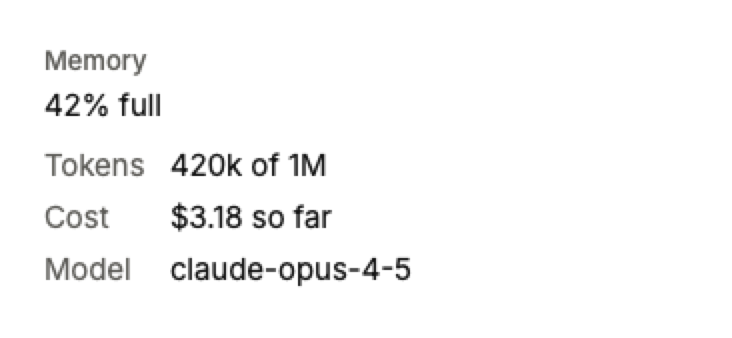 Memory
42% full
Tokens 420k of 1M
Cost $3.18 so far
Model claude-opus-4-5